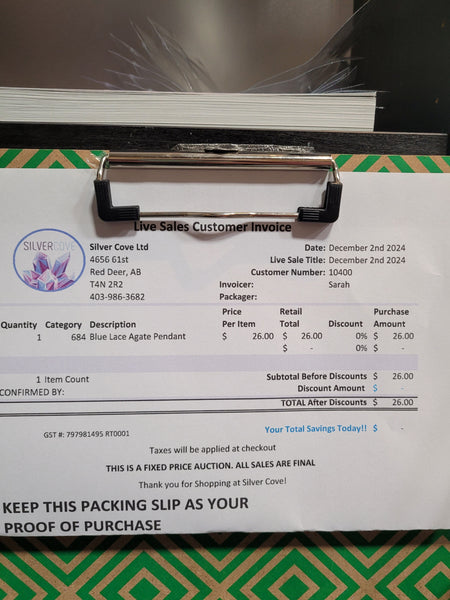 Live Sales Customer Invoice
SILVERCOVE
Silver Cove Ltd
4656 61st
Red Deer, AB
T4N 2R2
403-986-3682
Date: December 2nd 2024
Live Sale Title: December 2nd 2024
Customer Number: 10400
Invoicer: Sarah
Packager:
Quantity Category Description Price Per Item Retail Total Discount Purchase Amount
1 684 Blue Lace Agate Pendant $ 26.00 $ 26.00 0% $ 26.00
$ - 0% $ -
1 Item Count Subtotal Before Discounts $ 26.00
CONFIRMED BY: Discount Amount $ -
TOTAL After Discounts $ 26.00
GST #: 797981495 RT0001 Your Total Savings Today!! $ -
Taxes will be applied at checkout
THIS IS A FIXED PRICE AUCTION. ALL SALES ARE FINAL
Thank you for Shopping at Silver Cove!
KEEP THIS PACKING SLIP AS YOUR
PROOF OF PURCHASE